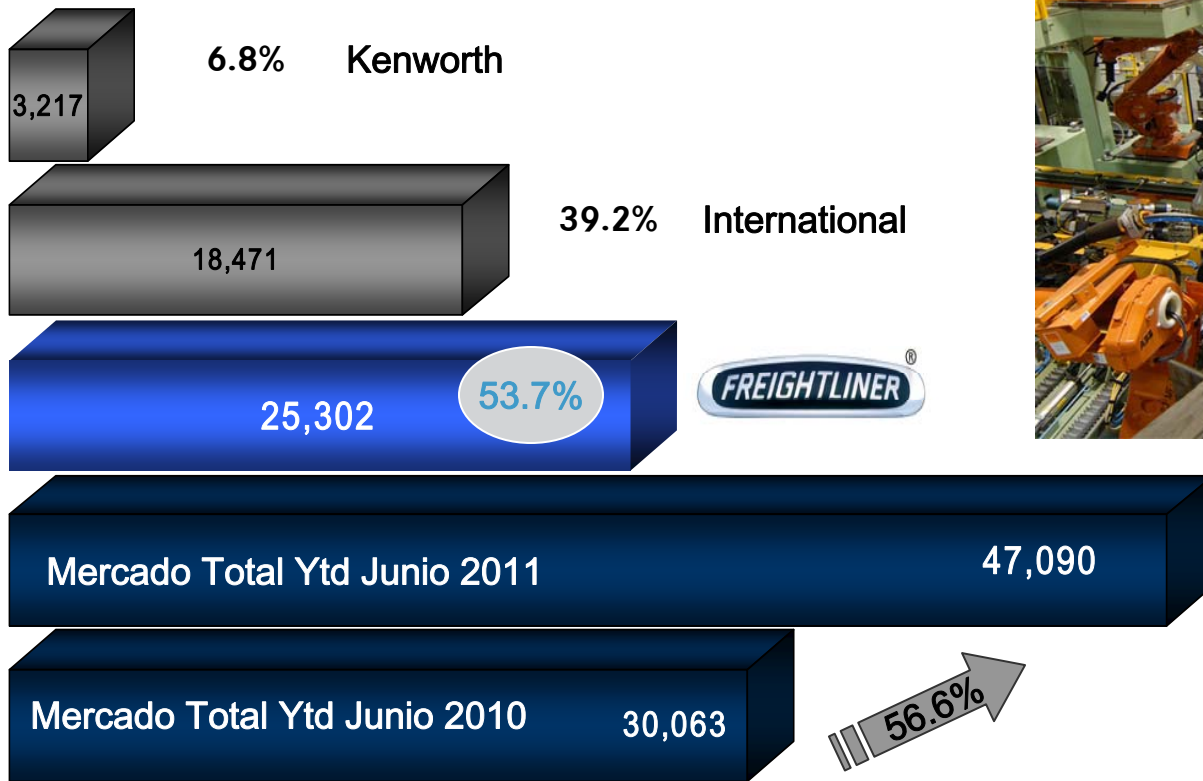 6.8% Kenworth
3,217
39.2% International
18,471
53.7%
25,302
FREIGHTLINER ®
Mercado Total Ytd Junio 2011 47,090
Mercado Total Ytd Junio 2010 30,063
56.6%